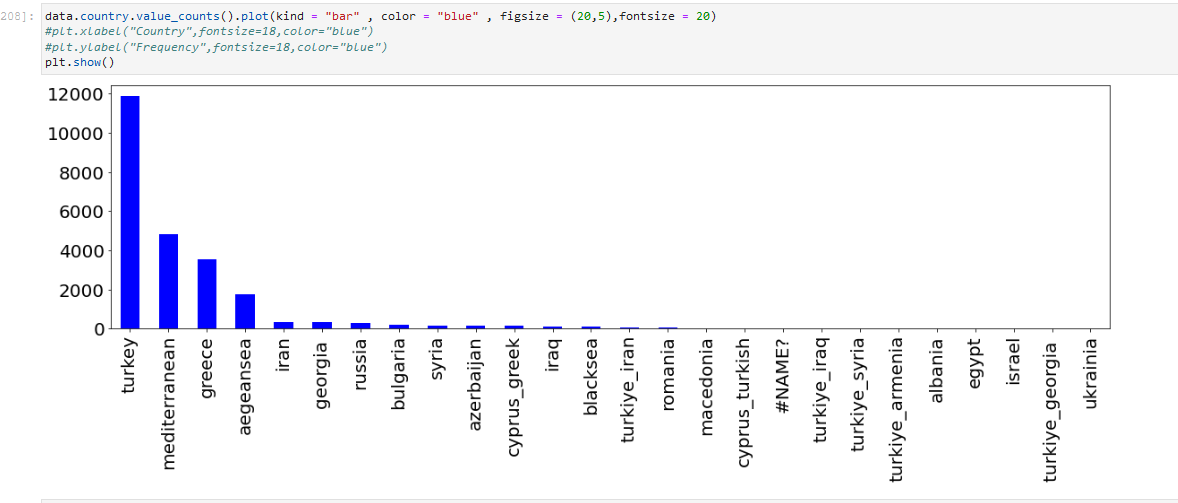 208]:
data.country.value_counts().plot(kind = "bar" , color = "blue" , figsize = (20,5),fontsize = 20)
#plt.xlabel("Country",fontsize=18,color="blue")
#plt.ylabel("Frequency",fontsize=18,color="blue")
plt.show()
12000
10000
8000
6000
4000
2000
0
turkey
mediterranean
greece
aegeansea
iran
georgia
russia
bulgaria
syria
azerbaijan
cyprus_greek
iraq
blacksea
turkiye_iran
romania
macedonia
cyprus_turkish
#NAME?
turkiye_iraq
turkiye_syria
turkiye_armenia
albania
egypt
israel
turkiye_georgia
ukrainia